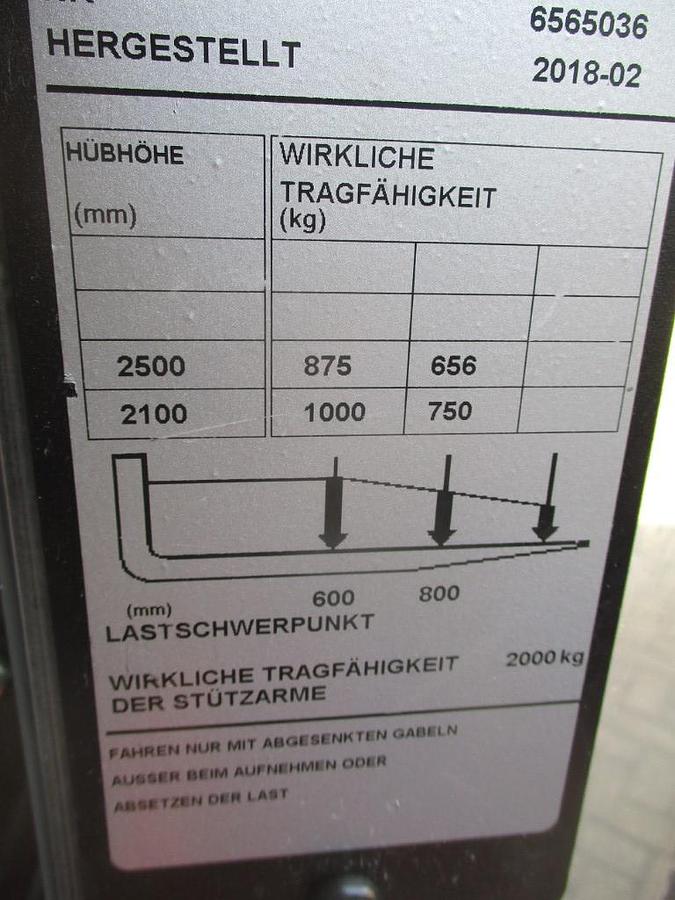 6565036
HERGESTELLT 2018-02
HÜBHÖHE WIRKLICHE
TRAGFÄHIGKEIT
(mm) (kg)
2500 875 656
2100 1000 750
600 800
(mm)
LASTSCHWERPUNKT
WIRKLICHE TRAGFÄHIGKEIT 2000 kg
DER STÜTZARME
FAHREN NUR MIT ABGESENKTEN GABELN
AUSSER BEIM AUFNEHMEN ODER
ABSETZEN DER LAST